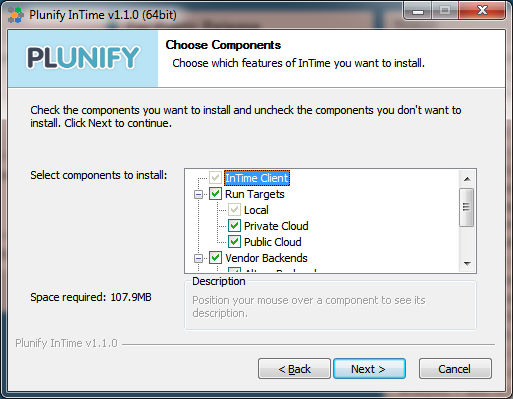 Plunify InTime v1.1.0 (64bit)
PLUNIFY
Choose Components
Choose which features of InTime you want to install.
Check the components you want to install and uncheck the components you don't want to
install. Click Next to continue.
Select components to install:
InTime Client
Run Targets
Local
Private Cloud
Public Cloud
Vendor Backends
Space required: 107.9MB
Description
Position your mouse over a component to see its
description.
Plunify InTime v1.1.0
< Back
Next >
Cancel